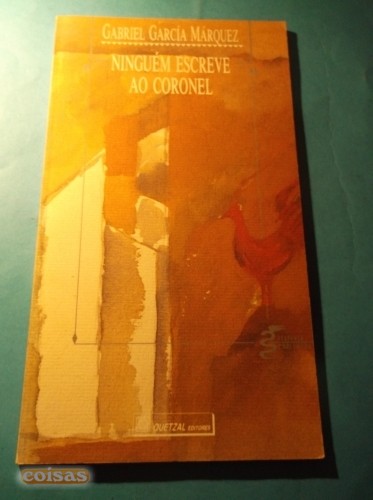 GABRIEL GARCÍA MÁRQUEZ
NINGUÉM ESCREVE
AO CORONEL
QUETZAL EDITORES
coisas